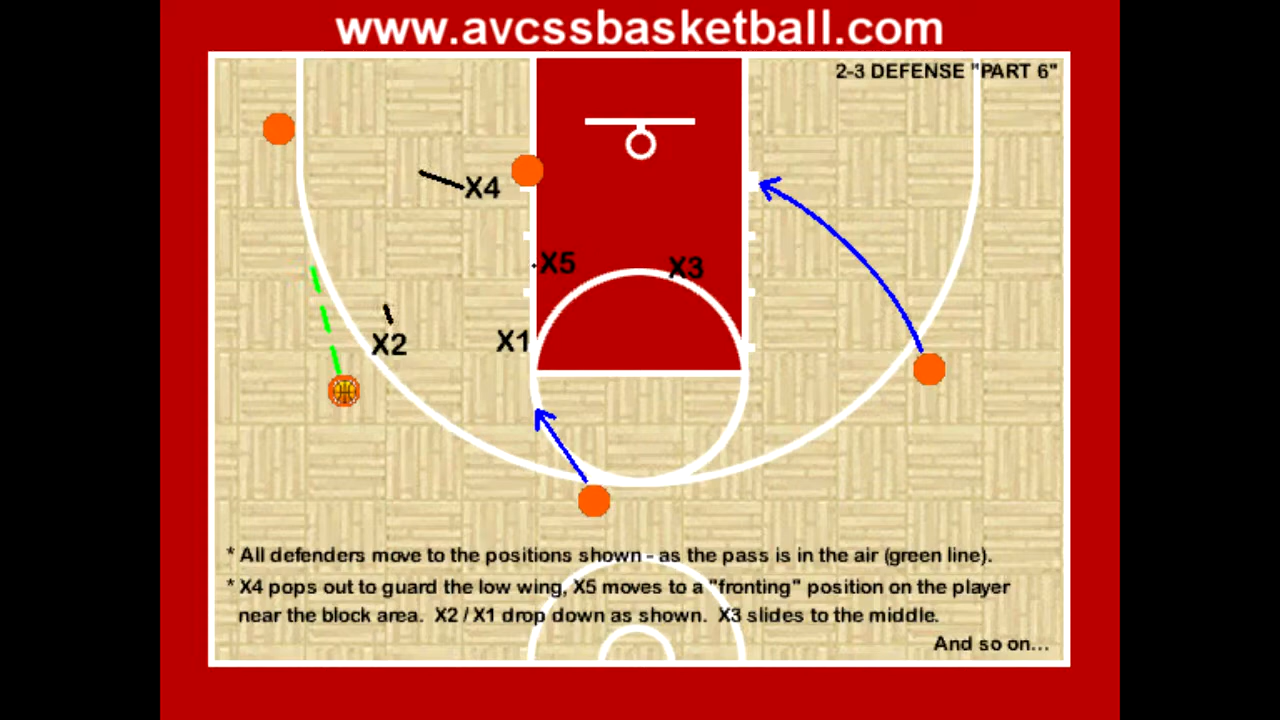 www.avcssbasketball.com
2-3 DEFENSE "PART 6"
X4
X5
X3
X2
X1
* All defenders move to the positions shown - as the pass is in the air (green line).
* X4 pops out to guard the low wing, X5 moves to a "fronting" position on the player
near the block area. X2 / X1 drop down as shown. X3 slides to the middle.
And so on...